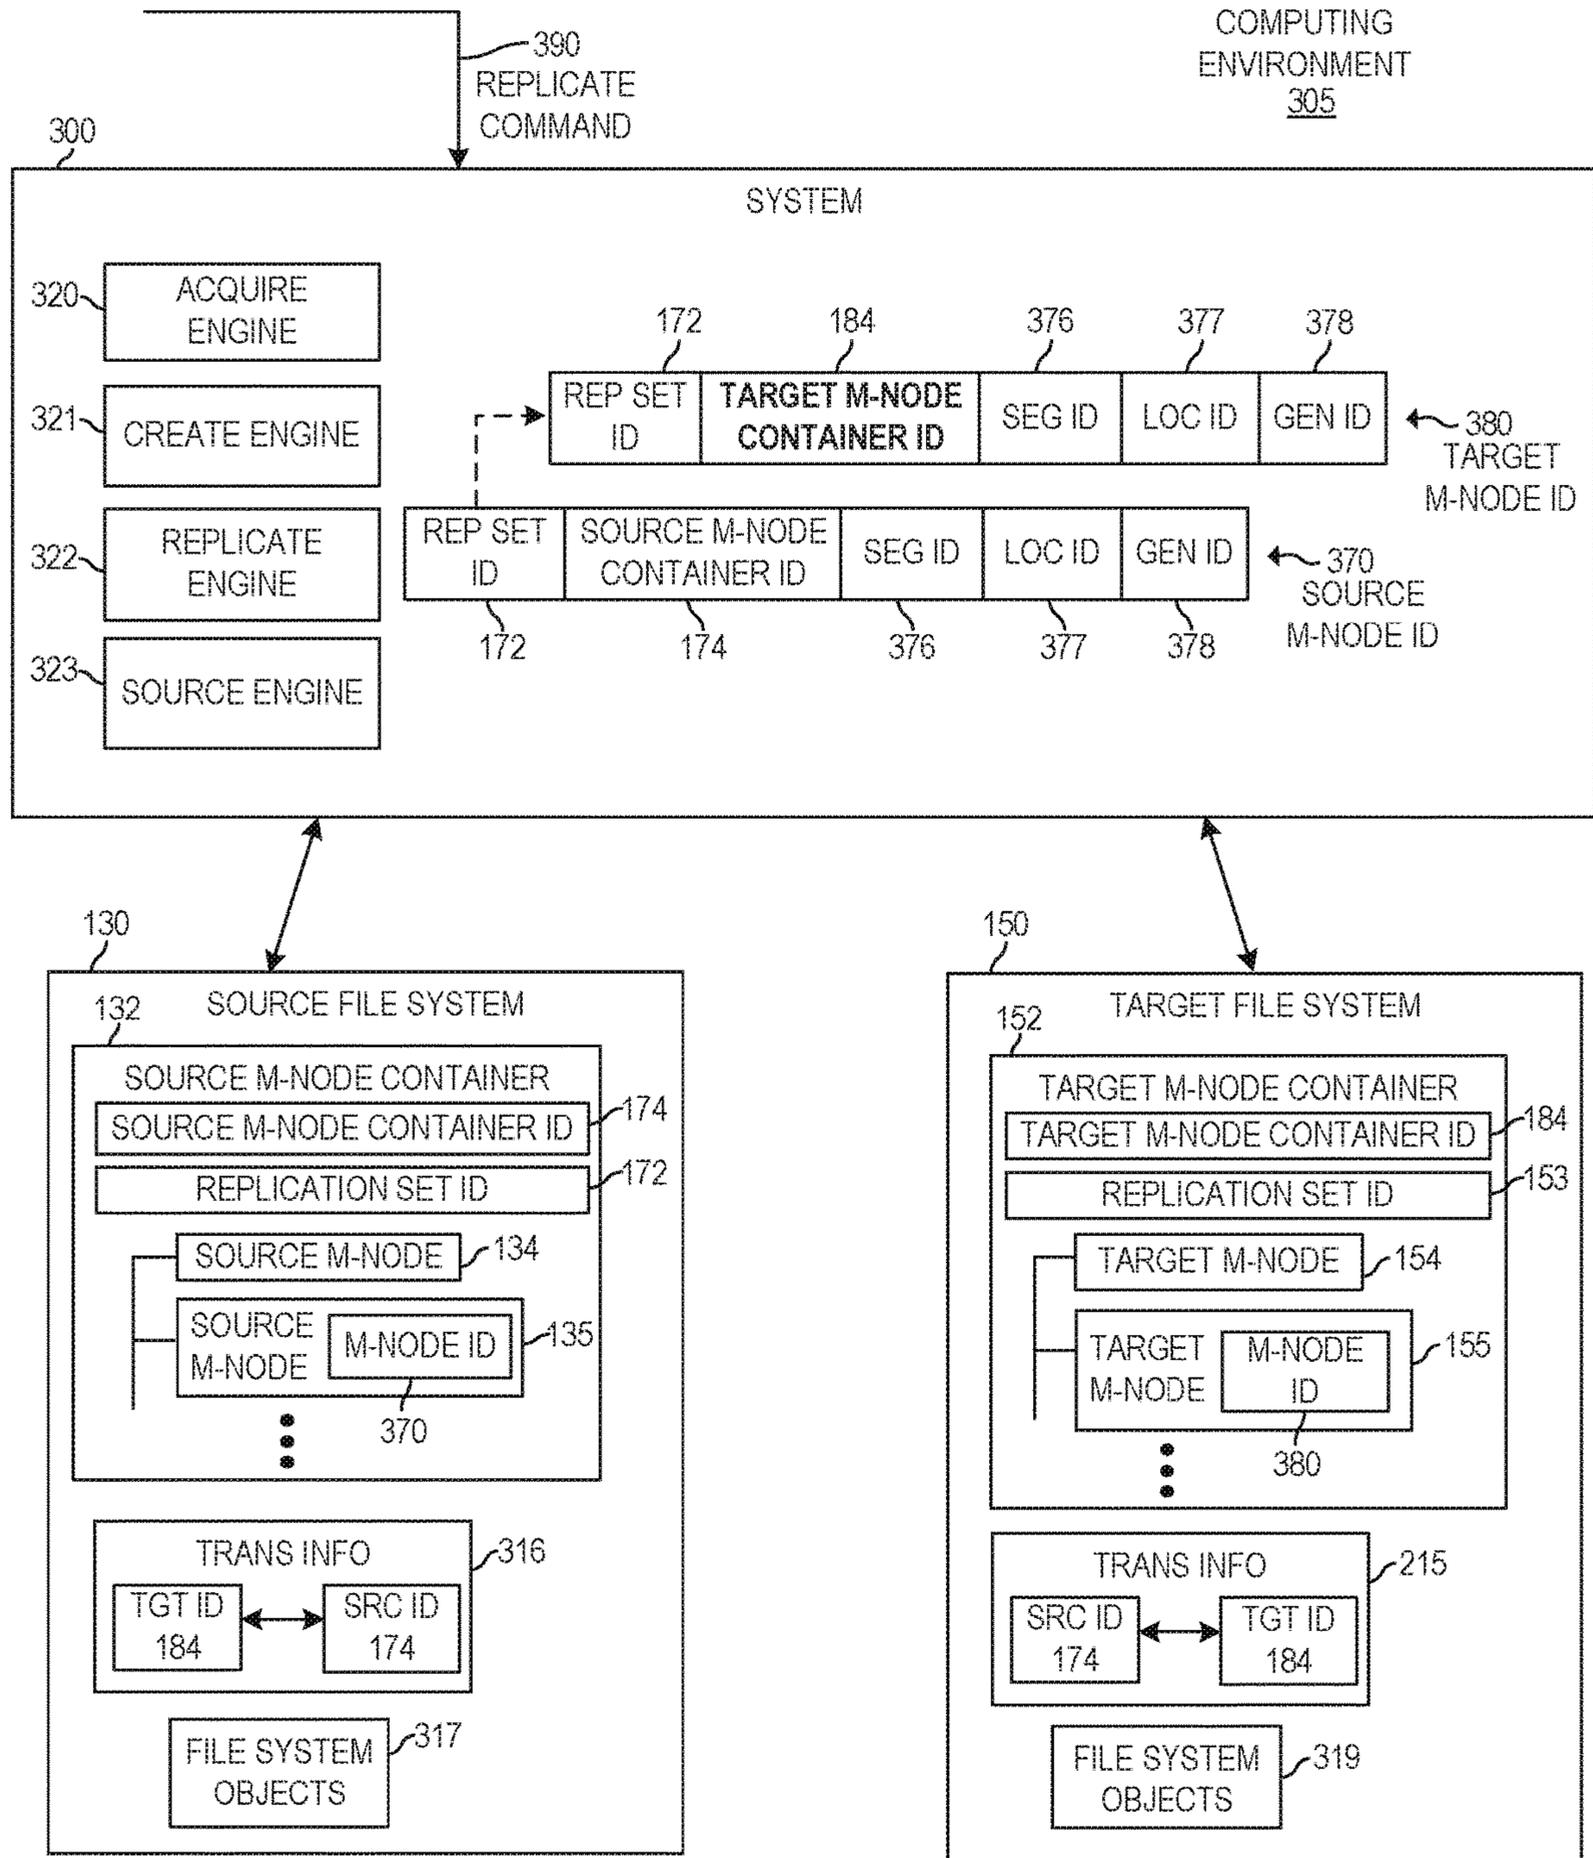 COMPUTING
ENVIRONMENT
305
390
REPLICATE
COMMAND
300
SYSTEM
320
ACQUIRE
ENGINE
321
CREATE ENGINE
322
REPLICATE
ENGINE
323
SOURCE ENGINE
172 184 376 377 378
REP SET
ID
TARGET M-NODE
CONTAINER ID
SEG ID
LOC ID
GEN ID
380
TARGET
M-NODE ID
REP SET
ID
SOURCE M-NODE
CONTAINER ID
SEG ID
LOC ID
GEN ID
370
SOURCE
M-NODE ID
172 174 376 377 378
130
SOURCE FILE SYSTEM
132
SOURCE M-NODE CONTAINER
SOURCE M-NODE CONTAINER ID
174
REPLICATION SET ID
172
SOURCE M-NODE
134
SOURCE
M-NODE
M-NODE ID
135
370
TRANS INFO
316
TGT ID
184
SRC ID
174
FILE SYSTEM
OBJECTS
317
150
TARGET FILE SYSTEM
152
TARGET M-NODE CONTAINER
TARGET M-NODE CONTAINER ID
184
REPLICATION SET ID
153
TARGET M-NODE
154
TARGET
M-NODE
M-NODE
ID
155
380
TRANS INFO
215
SRC ID
174
TGT ID
184
FILE SYSTEM
OBJECTS
319